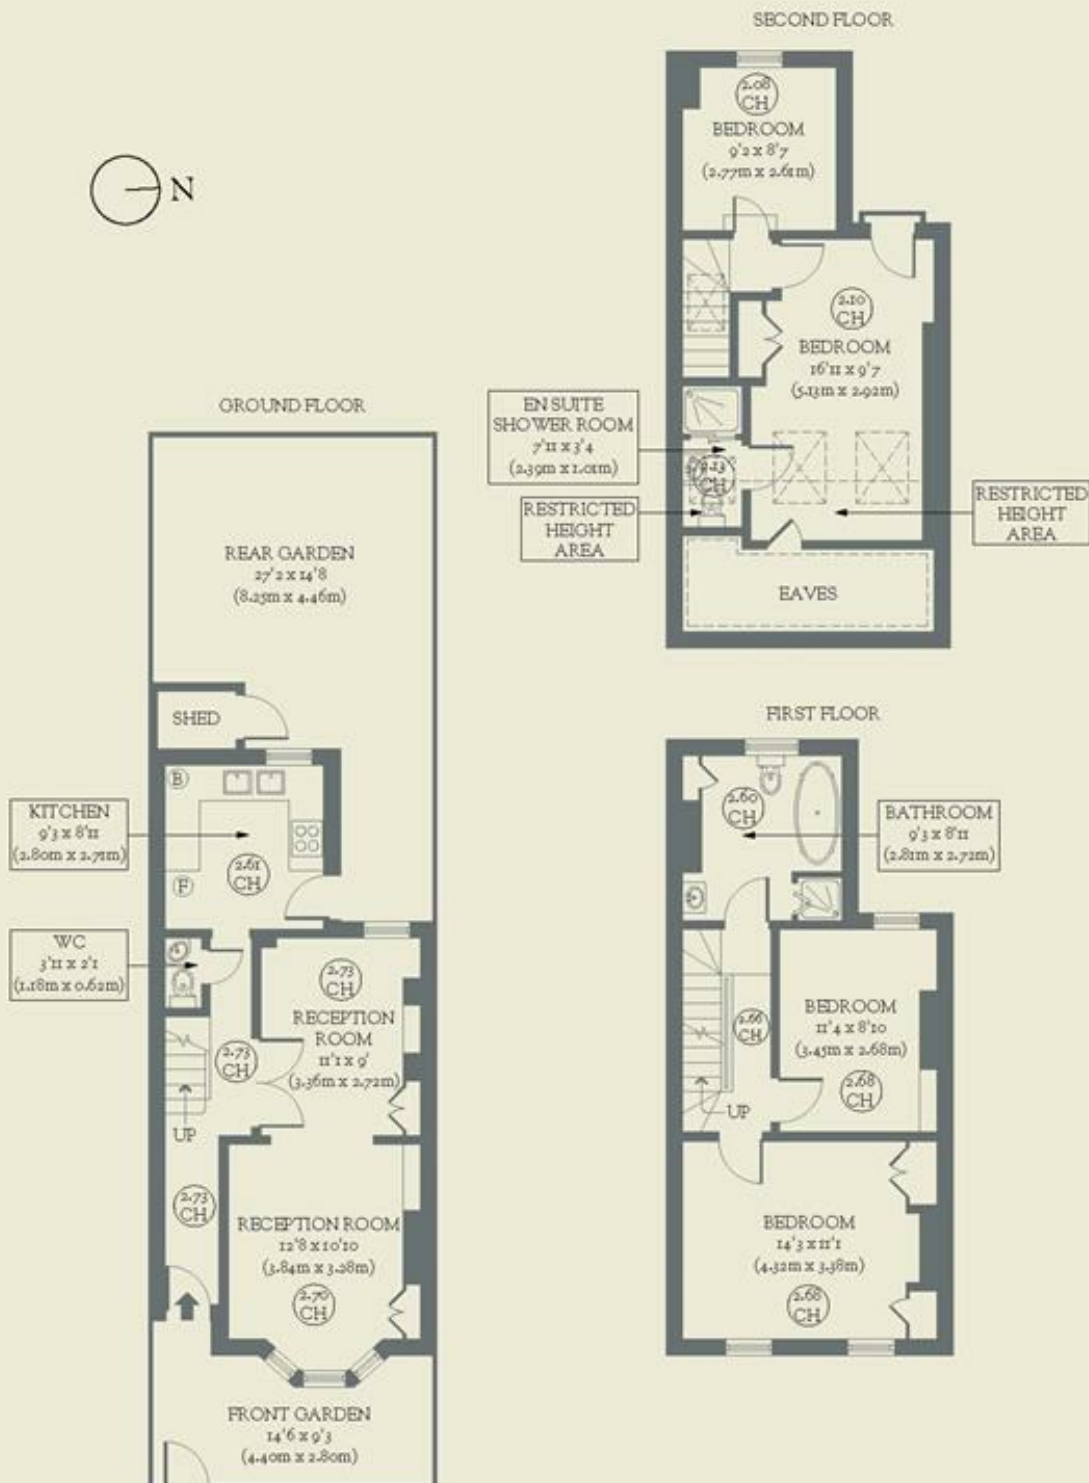 SECOND FLOOR
2.08
CH
BEDROOM
9'2 x 8'7
(2.77m x 2.61m)
N
2.10
CH
BEDROOM
16'11 x 9'7
(5.13m x 2.92m)
EN SUITE
SHOWER ROOM
7'11 x 3'4
(2.39m x 1.01m)
2.13
CH
RESTRICTED
HEIGHT
AREA
RESTRICTED
HEIGHT
AREA
EAVES
GROUND FLOOR
REAR GARDEN
27'2 x 14'8
(8.25m x 4.46m)
SHED
B
KITCHEN
9'3 x 8'11
(2.80m x 2.71m)
2.61
CH
F
WC
3'11 x 2'1
(1.18m x 0.62m)
2.73
CH
RECEPTION
ROOM
11'1 x 9'
(3.36m x 2.72m)
2.73
CH
UP
2.73
CH
RECEPTION ROOM
12'8 x 10'10
(3.84m x 3.28m)
2.70
CH
FRONT GARDEN
14'6 x 9'3
(4.40m x 2.80m)
FIRST FLOOR
2.60
CH
BATHROOM
9'3 x 8'11
(2.81m x 2.72m)
2.66
CH
BEDROOM
11'4 x 8'10
(3.45m x 2.68m)
2.68
CH
UP
BEDROOM
14'3 x 11'1
(4.32m x 3.38m)
2.68
CH